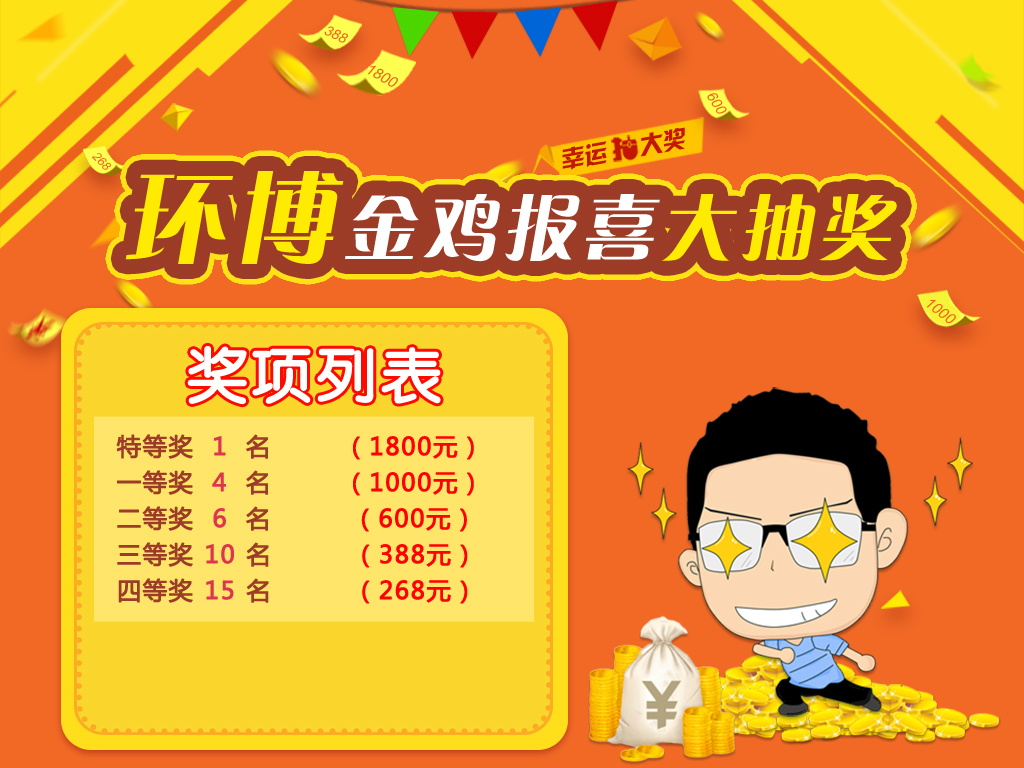 388
1800
600
268
幸运抽大奖
环博金鸡报喜大抽奖
1000
奖项列表
特等奖 1 名 （1800元）
一等奖 4 名 （1000元）
二等奖 6 名 （600元）
三等奖 10 名 （388元）
四等奖 15 名 （268元）
¥